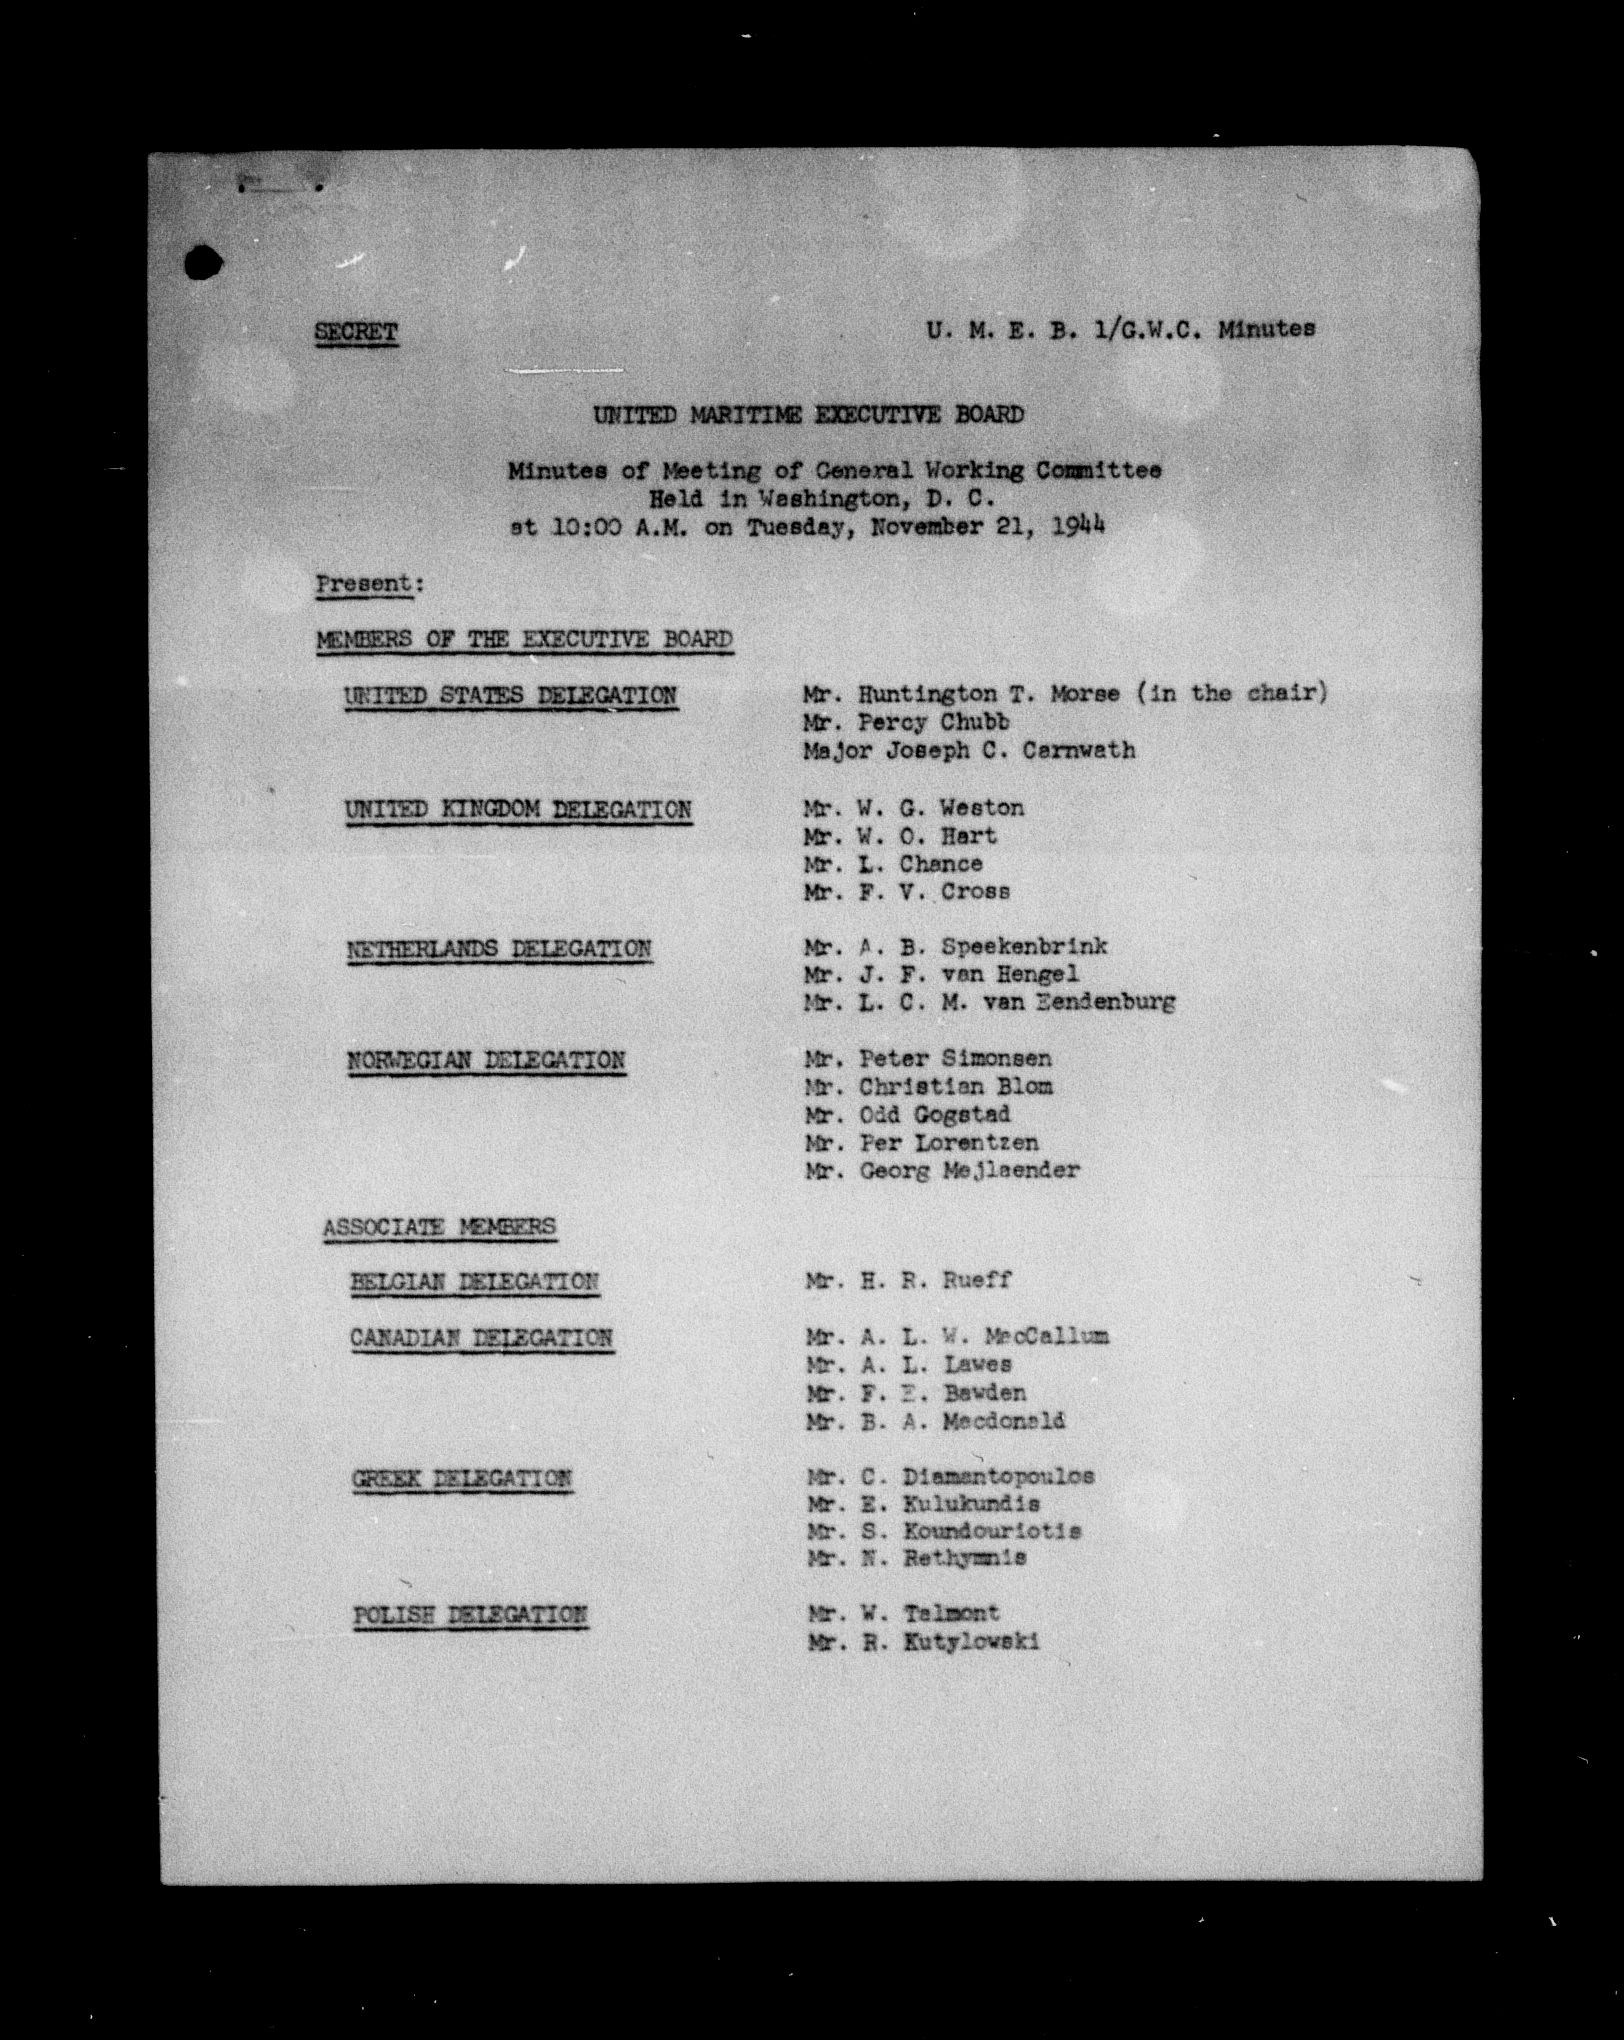 SECRET
U. M. E. B. 1/G.W.C. Minutes
UNITED MARITIME EXECUTIVE BOARD
Minutes of Meeting of General Working Committee
Held in Washington, D. C.
at 10:00 A.M. on Tuesday, November 21, 1944
Present:
MEMBERS OF THE EXECUTIVE BOARD
UNITED STATES DELEGATION
Mr. Huntington T. Morse (in the chair)
Mr. Percy Chubb
Major Joseph C. Carnwath
UNITED KINGDOM DELEGATION
Mr. W. G. Weston
Mr. W. O. Hart
Mr. L. Chance
Mr. F. V. Cross
NETHERLANDS DELEGATION
Mr. A. B. Speekenbrink
Mr. J. F. van Hengel
Mr. L. C. M. van Eendenburg
NORWEGIAN DELEGATION
Mr. Peter Simonsen
Mr. Christian Blom
Mr. Odd Gogstad
Mr. Per Lorentzen
Mr. Georg Mejlaender
ASSOCIATE MEMBERS
BELGIAN DELEGATION
Mr. H. R. Rueff
CANADIAN DELEGATION
Mr. A. L. W. MacCallum
Mr. A. L. Lawes
Mr. F. E. Bawden
Mr. B. A. Macdonald
GREEK DELEGATION
Mr. C. Diamantopoulos
Mr. E. Kulukundis
Mr. S. Koundouriotis
Mr. N. Rethymnis
POLISH DELEGATION
Mr. W. Talmont
Mr. R. Kutylowski